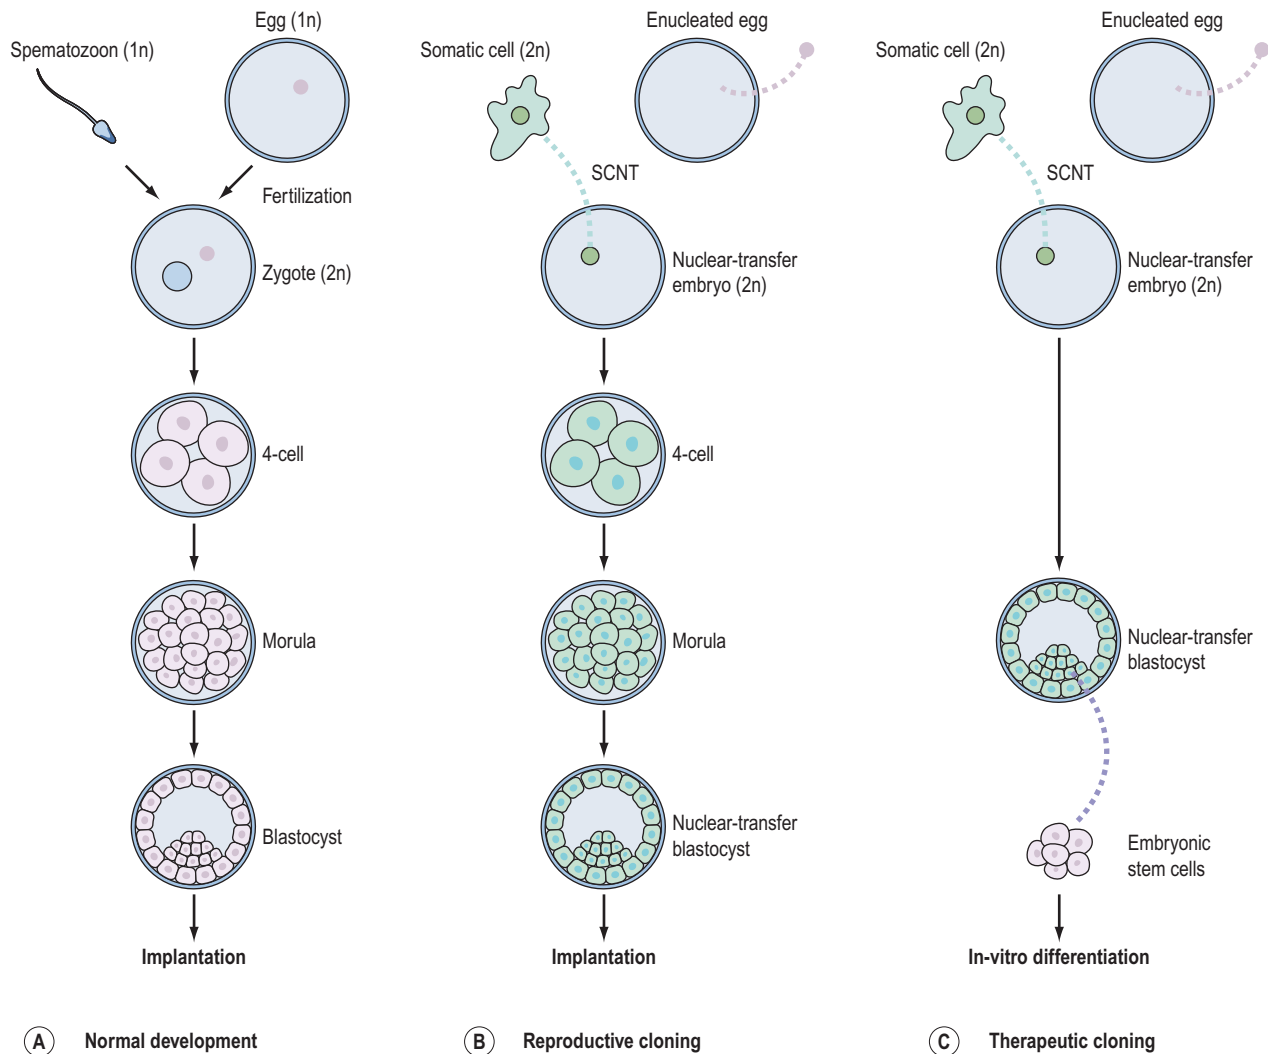 Egg (1n)
Spematozoon (1n)
Fertilization
Zygote (2n)
4-cell
Morula
Blastocyst
Implantation
A Normal development
Enucleated egg
Somatic cell (2n)
SCNT
Nuclear-transfer
embryo (2n)
4-cell
Morula
Nuclear-transfer
blastocyst
Implantation
B Reproductive cloning
Enucleated egg
Somatic cell (2n)
SCNT
Nuclear-transfer
embryo (2n)
Nuclear-transfer
blastocyst
Embryonic
stem cells
In-vitro differentiation
C Therapeutic cloning